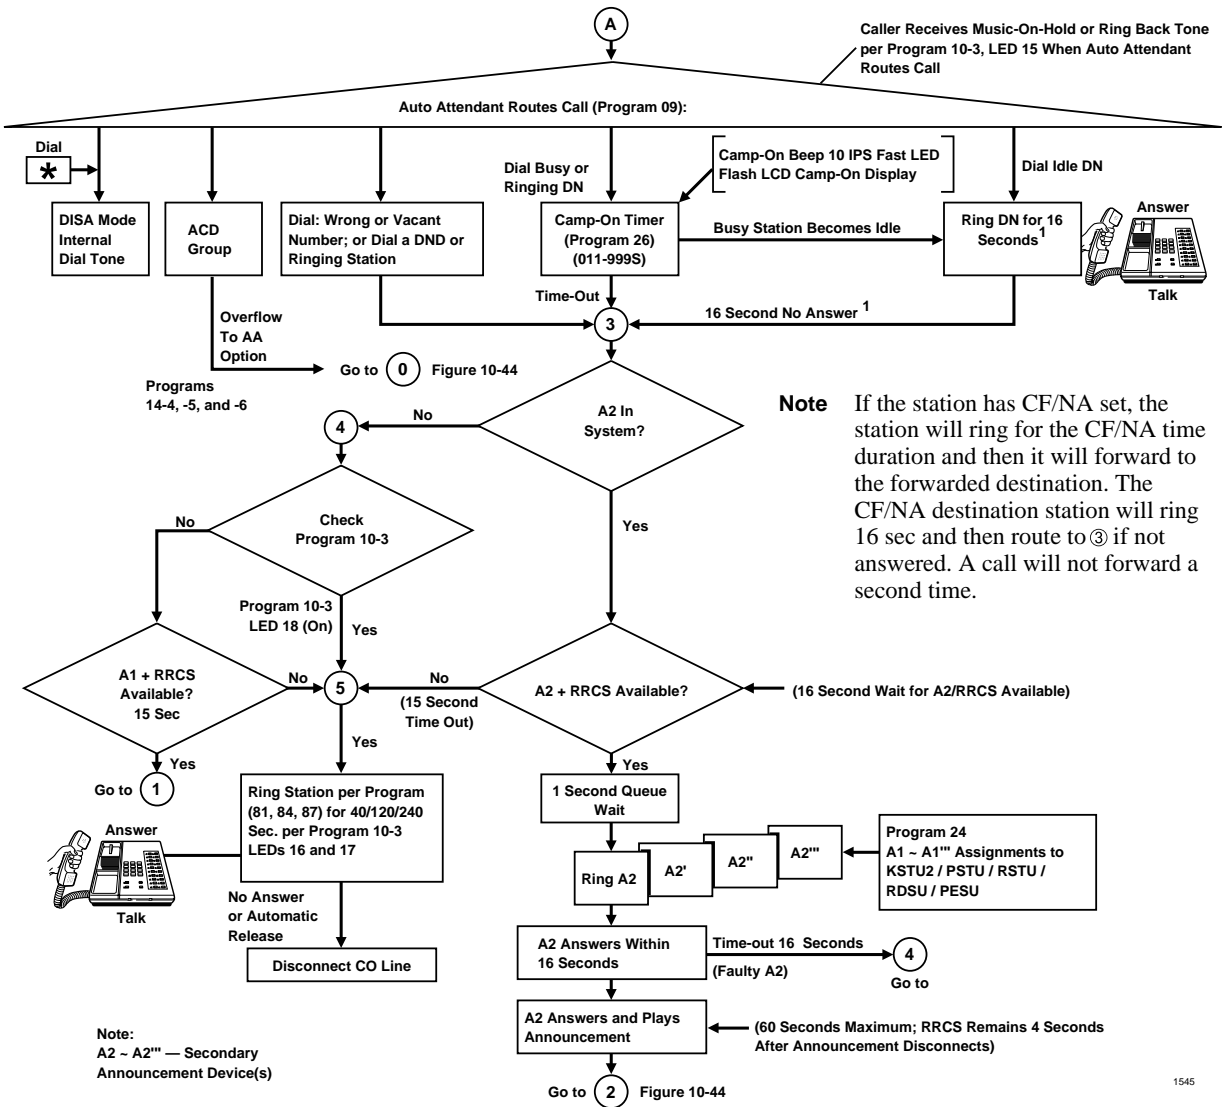 A
Caller Receives Music-On-Hold or Ring Back Tone
per Program 10-3, LED 15 When Auto Attendant
Routes Call
Auto Attendant Routes Call (Program 09):
Dial
*
Dial Busy or
Ringing DN
Camp-On Beep 10 IPS Fast LED
Flash LCD Camp-On Display
Dial Idle DN
DISA Mode
Internal
Dial Tone
ACD
Group
Dial: Wrong or Vacant
Number; or Dial a DND or
Ringing Station
Camp-On Timer
(Program 26)
(011-999S)
Busy Station Becomes Idle
Ring DN for 16
Seconds1
Answer
Talk
Overflow
To AA
Option
Time-Out
3
16 Second No Answer 1
Programs
14-4, -5, and -6
Go to 0 Figure 10-44
4
No
A2 In
System?
Yes
Note If the station has CF/NA set, the
station will ring for the CF/NA time
duration and then it will forward to
the forwarded destination. The
CF/NA destination station will ring
16 sec and then route to ③ if not
answered. A call will not forward a
second time.
No
Check
Program 10-3
Program 10-3
LED 18 (On)
Yes
A1 + RRCS
Available?
15 Sec
No
5
No
(15 Second
Time Out)
A2 + RRCS Available?
(16 Second Wait for A2/RRCS Available)
Yes
Go to 1
Yes
Yes
Ring Station per Program
(81, 84, 87) for 40/120/240
Sec. per Program 10-3
LEDs 16 and 17
Answer
Talk
1 Second Queue
Wait
Ring A2
A2'
A2"
A2'"
Program 24
A1 ~ A1'" Assignments to
KSTU2 / PSTU / RSTU /
RDSU / PESU
No Answer
or Automatic
Release
Disconnect CO Line
A2 Answers Within
16 Seconds
Time-out 16 Seconds
(Faulty A2)
4
Go to
A2 Answers and Plays
Announcement
(60 Seconds Maximum; RRCS Remains 4 Seconds
After Announcement Disconnects)
Note:
A2 ~ A2'" — Secondary
Announcement Device(s)
Go to 2 Figure 10-44
1545